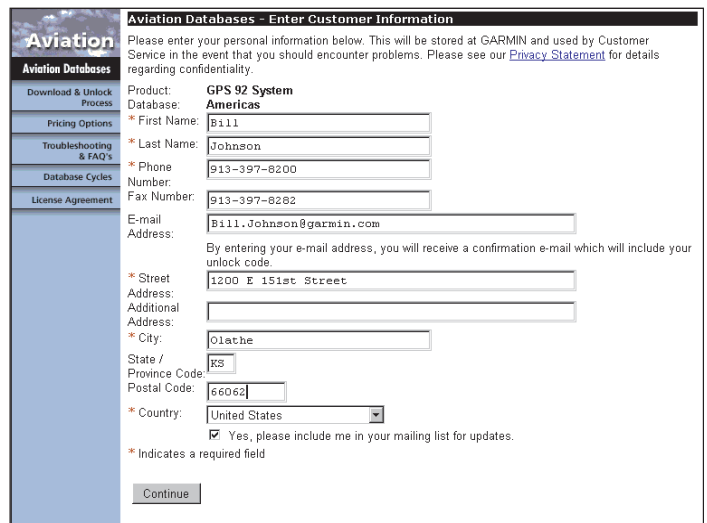 Aviation
Aviation Databases
Download & Unlock
Process
Pricing Options
Troubleshooting
& FAQ's
Database Cycles
License Agreement
Aviation Databases - Enter Customer Information
Please enter your personal information below. This will be stored at GARMIN and used by Customer
Service in the event that you should encounter problems. Please see our Privacy Statement for details
regarding confidentiality.
Product: GPS 92 System
Database: Americas
* First Name: Bill
* Last Name: Johnson
* Phone
Number: 913-397-8200
Fax Number: 913-397-8282
E-mail
Address: Bill.Johnson@garmin.com
By entering your e-mail address, you will receive a confirmation e-mail which will include your
unlock code.
* Street
Address: 1200 E 151st Street
Additional
Address:
* City: Olathe
State /
Province Code: KS
Postal Code: 66062
* Country: United States
Yes, please include me in your mailing list for updates.
* Indicates a required field
Continue